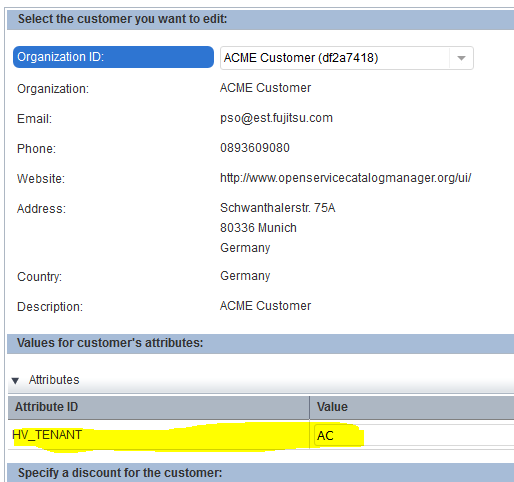 Select the customer you want to edit:
Organization ID: ACME Customer (df2a7418)
Organization: ACME Customer
Email: pso@est.fujitsu.com
Phone: 0893609080
Website: http://www.openservicecatalogmanager.org/ui/
Address: Schwanthalerstr. 75A
80336 Munich
Germany
Country: Germany
Description: ACME Customer
Values for customer's attributes:
Attributes
Attribute ID Value
HV_TENANT AC
Specify a discount for the customer: